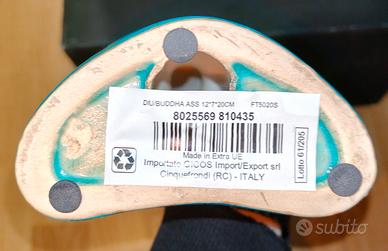 DIU/BUDDHA ASS 12*7*20CM FT5020S
8025569 810435
Made in Extra UE
Importato CICOS Import/Export srl
Cinquefrondi (RC) - ITALY
Lotto 61/205
subito